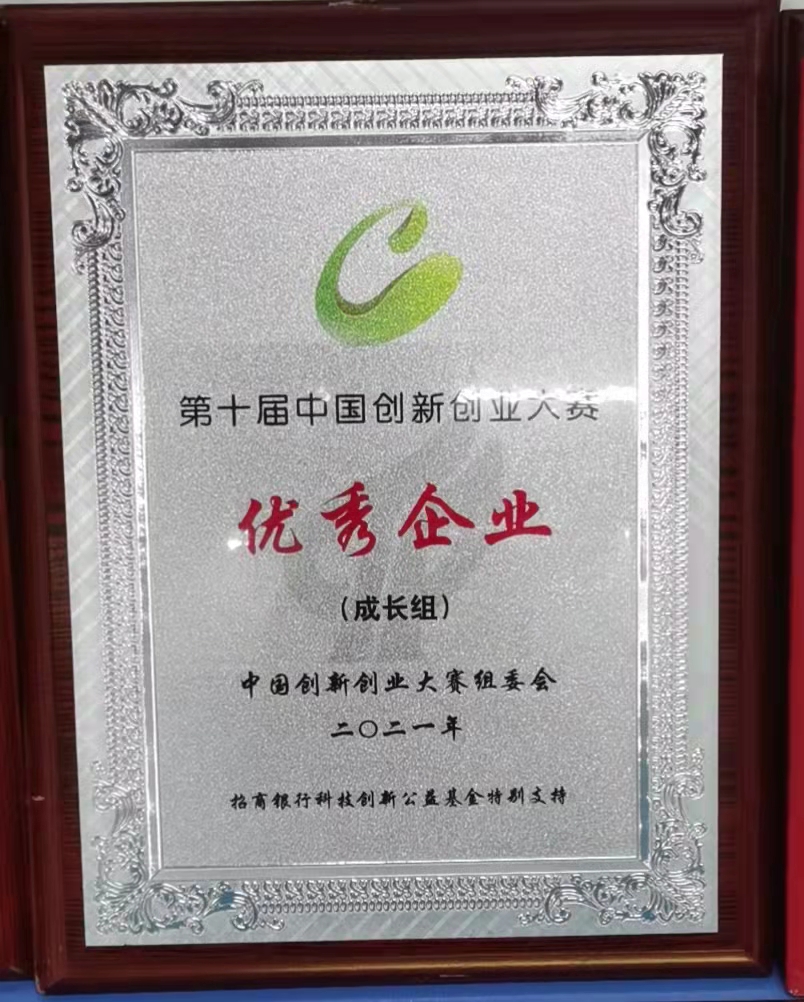 第十届中国创新创业大赛
优秀企业
（成长组）
中国创新创业大赛组委会
二〇二一年
招商银行科技创新公益基金特别支持